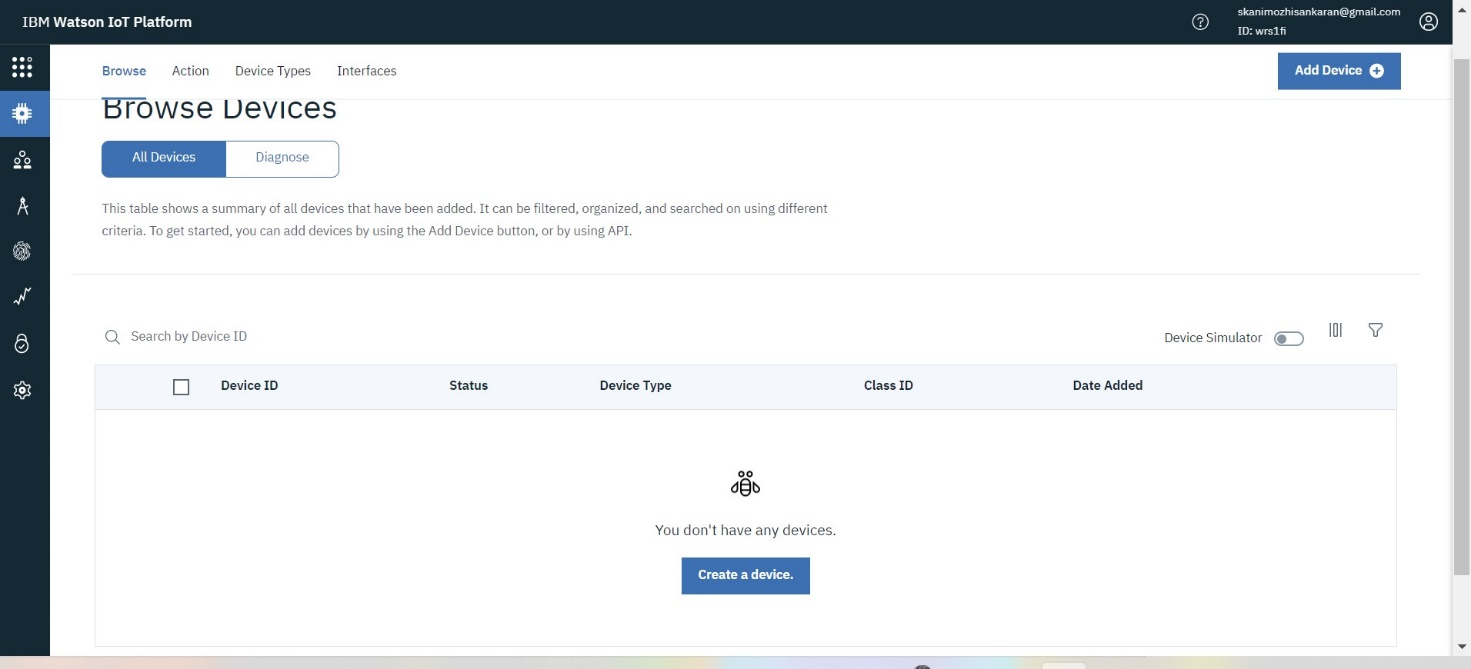 IBM Watson IoT Platform
skanimozhisankaran@gmail.com
ID: wrs1fi
Browse Action Device Types Interfaces
Add Device
Browse Devices
All Devices Diagnose
This table shows a summary of all devices that have been added. It can be filtered, organized, and searched on using different
criteria. To get started, you can add devices by using the Add Device button, or by using API.
Search by Device ID
Device Simulator
Device ID Status Device Type Class ID Date Added
You don't have any devices.
Create a device.